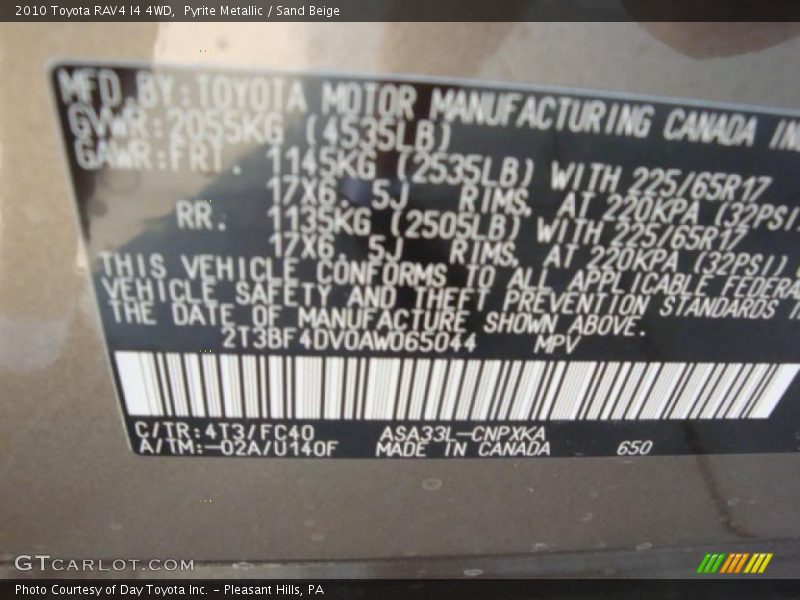 2010 Toyota RAV4 I4 4WD, Pyrite Metallic / Sand Beige
MFD.BY:TOYOTA MOTOR MANUFACTURING CANADA IN
GVWR:2055KG (4535LB)
GAWR:FRT. 1145KG (2535LB) WITH 225/65R17
17X6.5J RIMS, AT 220KPA (32PSI)
RR. 1135KG (2505LB) WITH 225/65R17
17X6.5J RIMS, AT 220KPA (32PSI)
THIS VEHICLE CONFORMS TO ALL APPLICABLE FEDERA
VEHICLE SAFETY AND THEFT PREVENTION STANDARDS
THE DATE OF MANUFACTURE SHOWN ABOVE.
2T3BF4DV0AW065044 MPV
C/TR:4T3/FC40 ASA33L-CNPXKA
A/TM:-02A/U140F MADE IN CANADA 650
GTCARLOT.COM
Photo Courtesy of Day Toyota Inc. - Pleasant Hills, PA